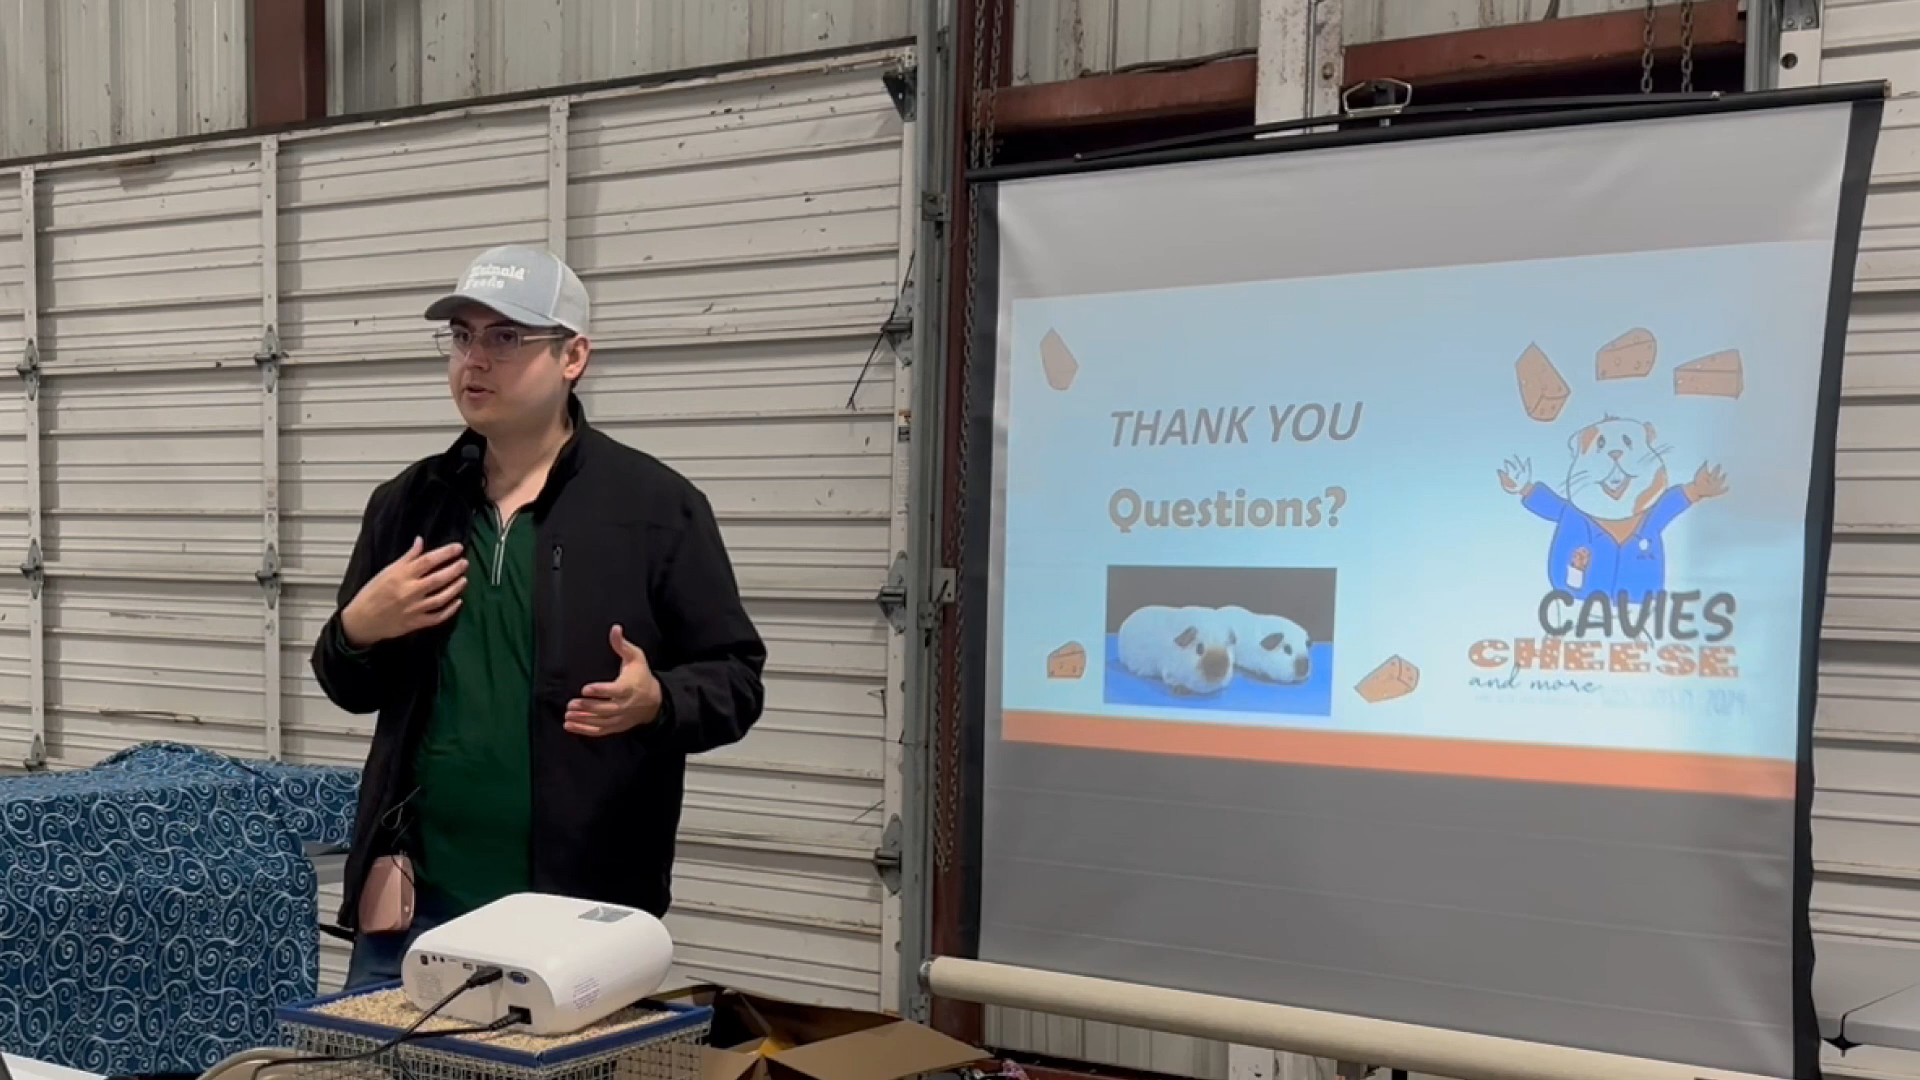 THANK YOU
Questions?
CAVIES
CHEESE
and more